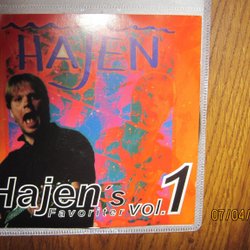 HAJEN
Hajen's
Favoriter vol. 1
07/04/